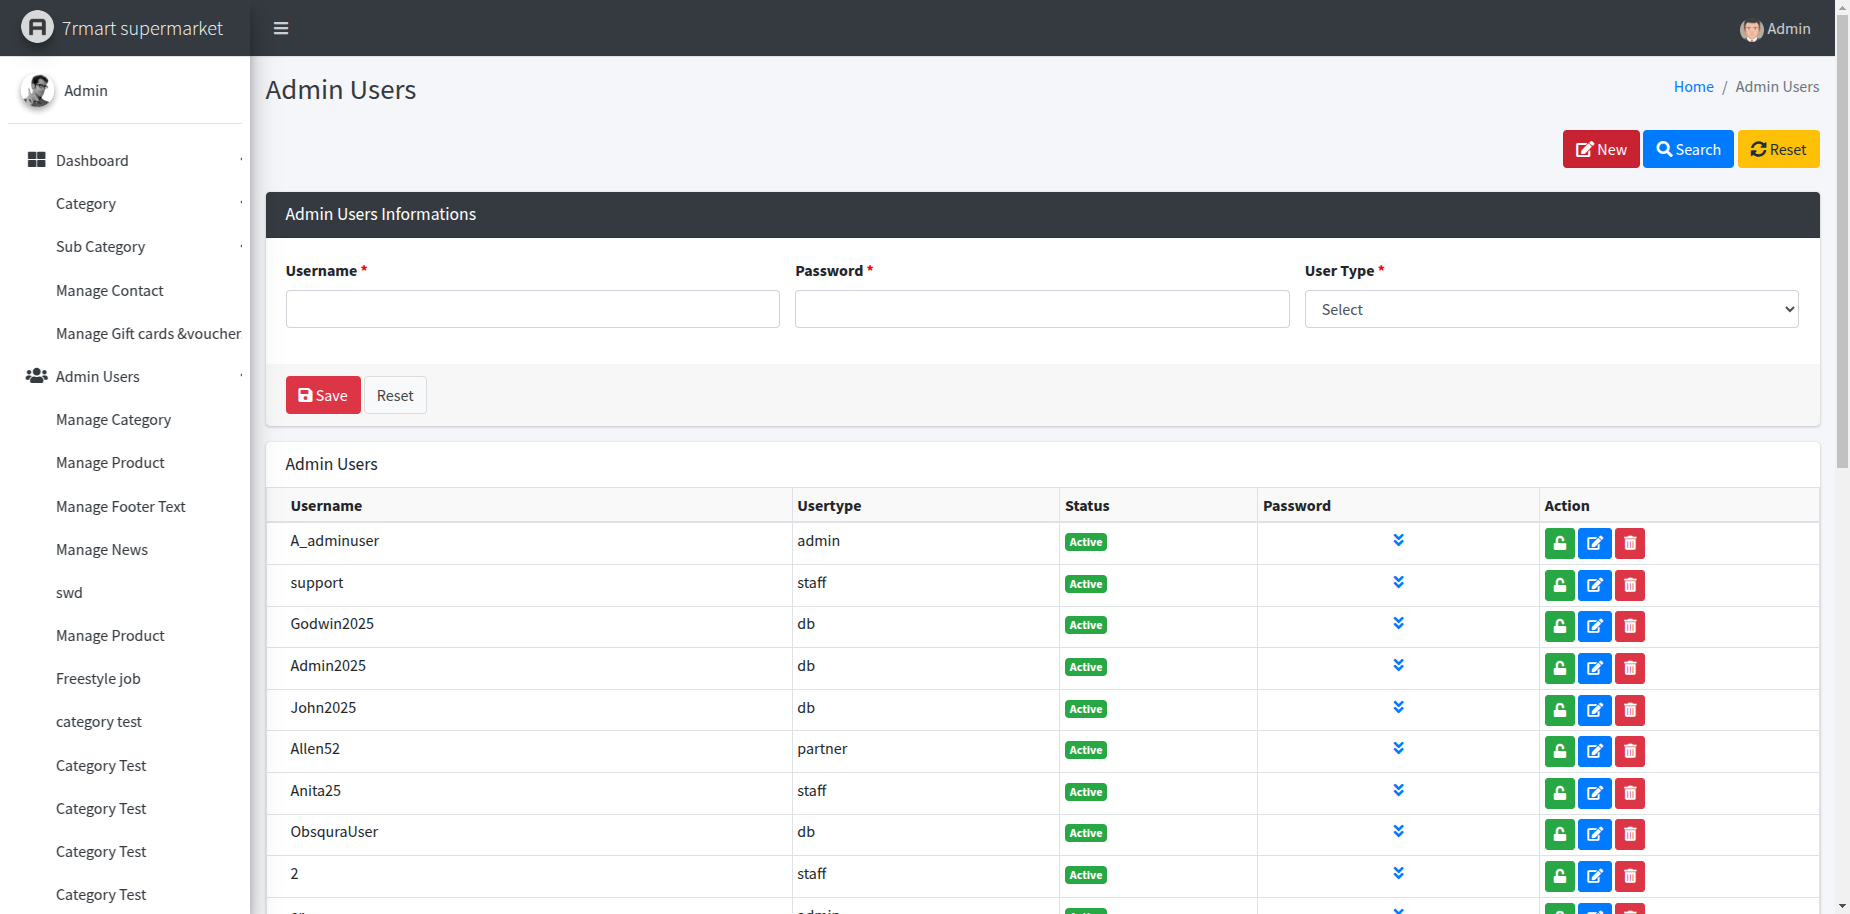 7rmart supermarket
Admin
Admin
Dashboard
Category
Sub Category
Manage Contact
Manage Gift cards &voucher
Admin Users
Manage Category
Manage Product
Manage Footer Text
Manage News
swd
Manage Product
Freestyle job
category test
Category Test
Category Test
Category Test
Category Test
Admin Users
Home / Admin Users
New Search Reset
Admin Users Informations
Username * Password * User Type *
Select
Save Reset
Admin Users
Username Usertype Status Password Action
A_adminuser admin Active
support staff Active
Godwin2025 db Active
Admin2025 db Active
John2025 db Active
Allen52 partner Active
Anita25 staff Active
ObsquraUser db Active
2 staff Active